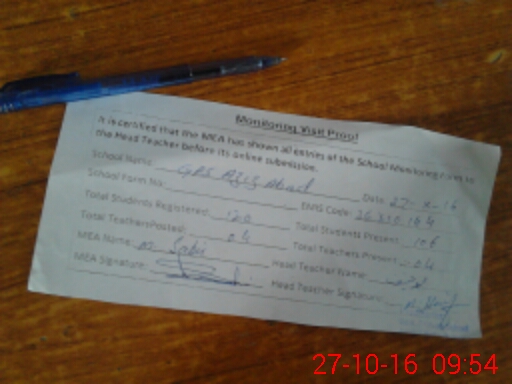 Monitoring Visit Proof
It is certified that the MEA has shown all entries of the School Monitoring Form to
the Head Teacher before its online submission.
School Name: GPS Aziz Abad Date: 27-X-16
School Form No: EMIS Code:
Total Students Registered: 120 Total Students Present: 106
Total Teachers Posted: 04 Total Teachers Present: 04
MEA Name: Head Teacher Name:
MEA Signature: Head Teacher Signature:
27-10-16 09:54